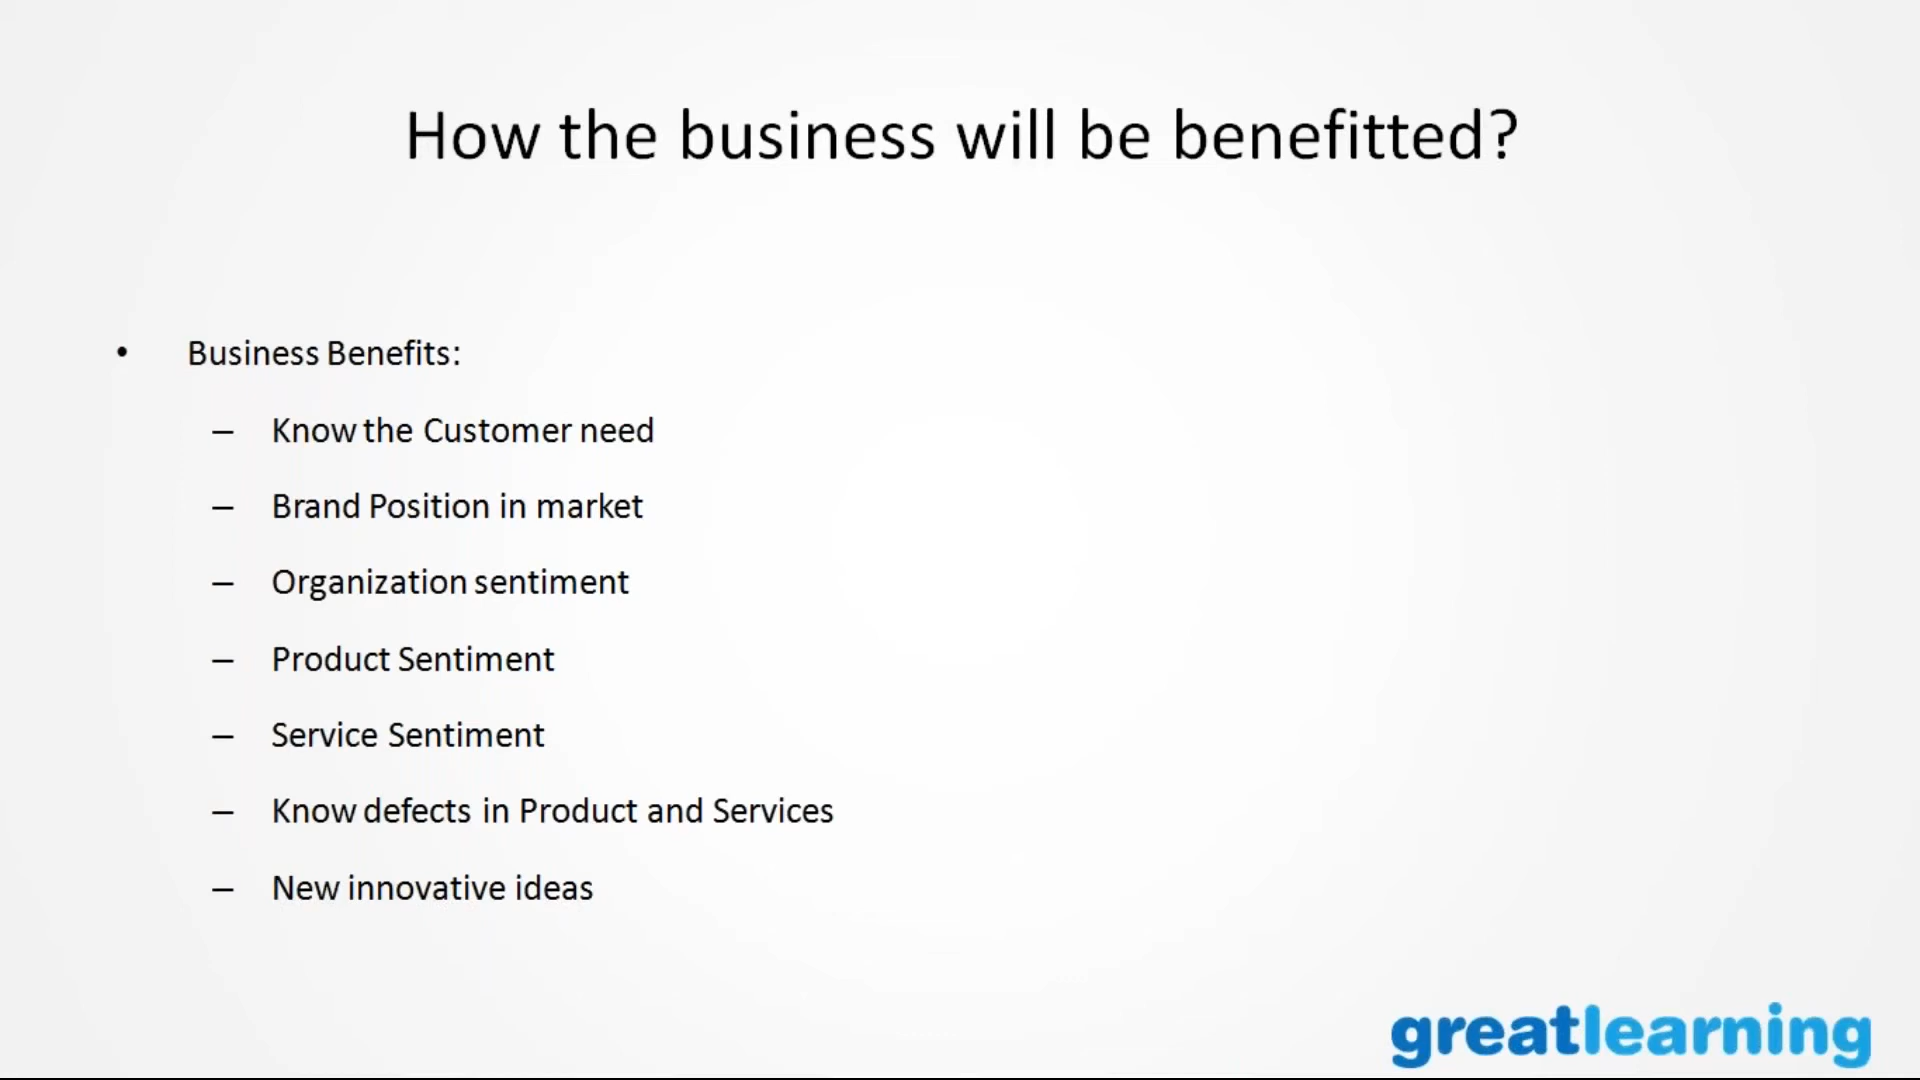 How the business will be benefitted?
• Business Benefits:
– Know the Customer need
– Brand Position in market
– Organization sentiment
– Product Sentiment
– Service Sentiment
– Know defects in Product and Services
– New innovative ideas
greatlearning